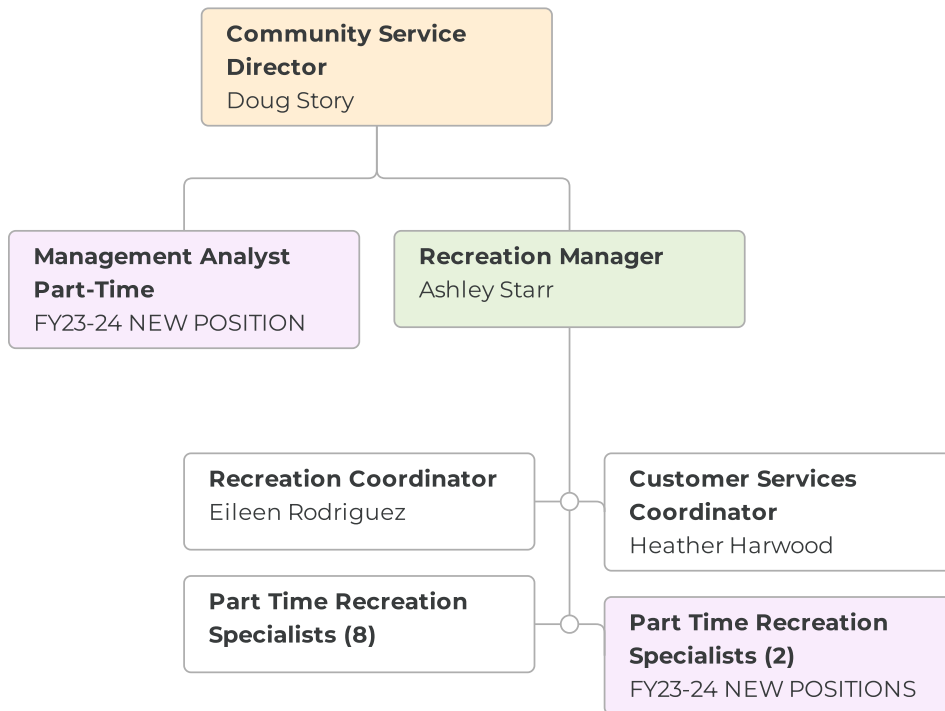 Community Service
Director
Doug Story
Management Analyst
Part-Time
FY23-24 NEW POSITION
Recreation Manager
Ashley Starr
Recreation Coordinator
Eileen Rodriguez
Customer Services
Coordinator
Heather Harwood
Part Time Recreation
Specialists (8)
Part Time Recreation
Specialists (2)
FY23-24 NEW POSITIONS